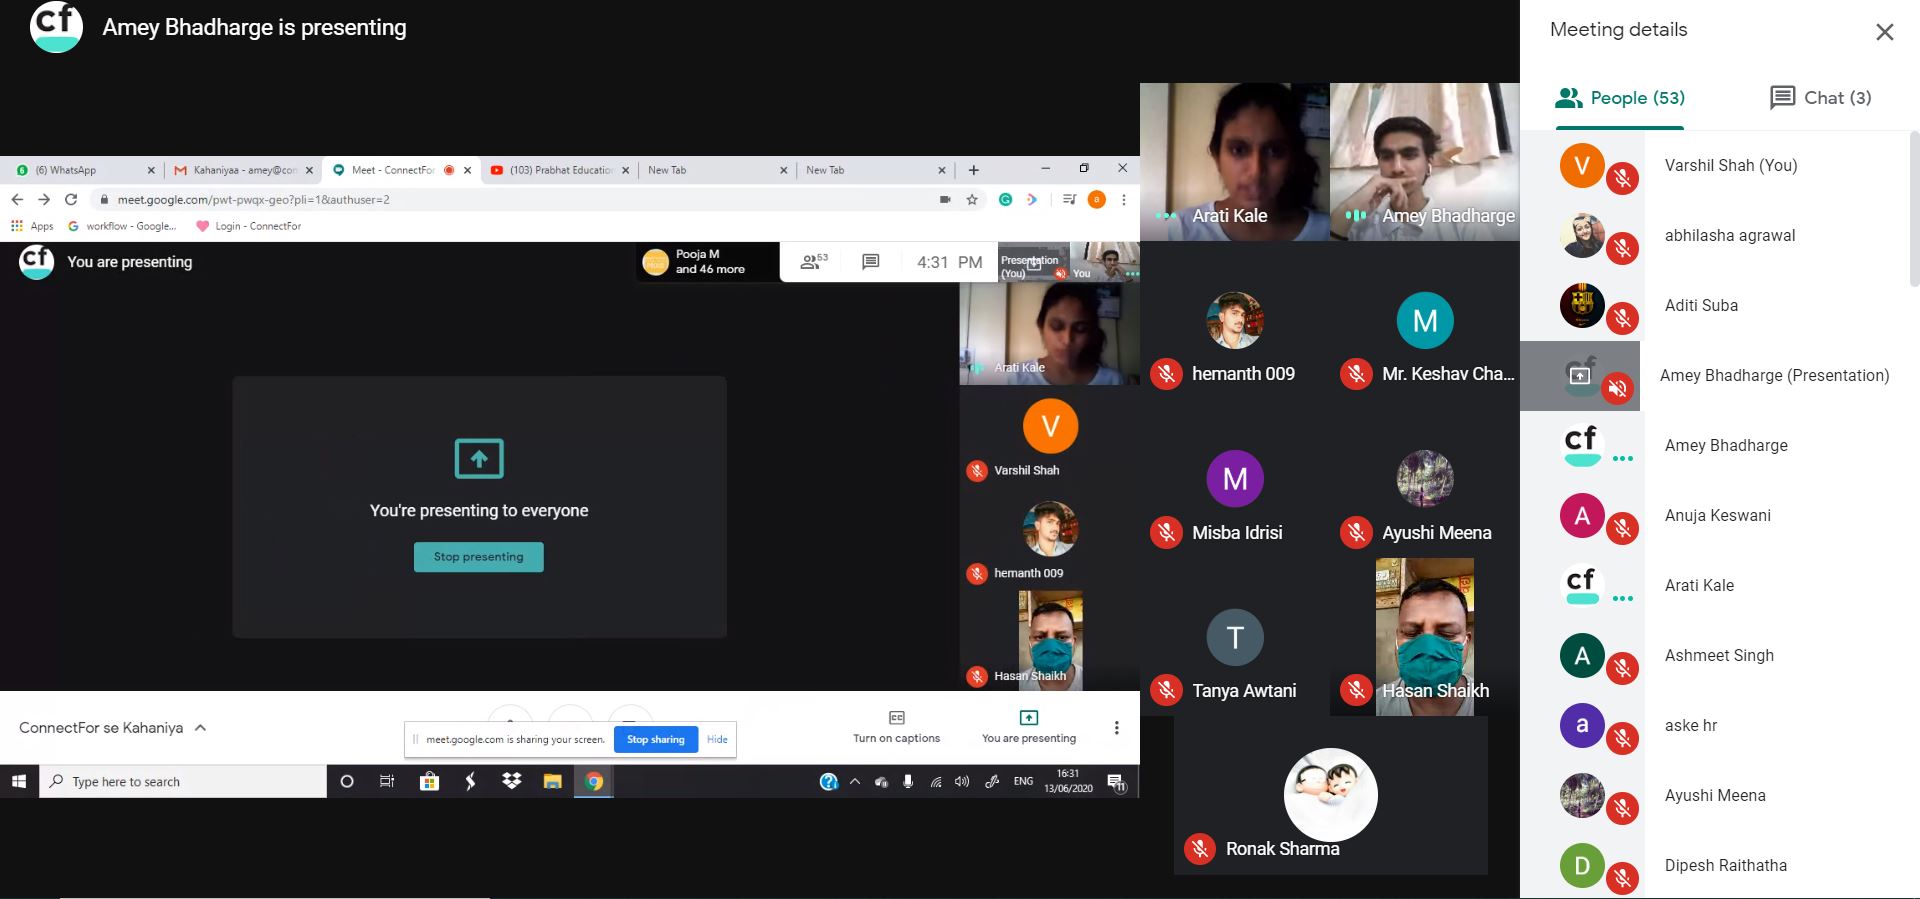 cf
Amey Bhadharge is presenting
(6) WhatsApp
Kahaniyaa - amey@con
Meet - ConnectFor
(103) Prabhat Education
New Tab
New Tab
meet.google.com/pwt-pwqx-geo?pli=1&authuser=2
a
Apps
workflow - Google...
Login - ConnectFor
cf
You are presenting
Pooja M
and 46 more
53
4:31 PM
Presentation
(You)
You
Arati Kale
V
Varshil Shah
hemanth 009
Hasan Shaikh
You're presenting to everyone
Stop presenting
ConnectFor se Kahaniya
meet.google.com is sharing your screen.
Stop sharing
Hide
Turn on captions
You are presenting
Type here to search
ENG
16:31
13/06/2020
11
Arati Kale
Amey Bhadharge
hemanth 009
M
Mr. Keshav Cha...
M
Misba Idrisi
Ayushi Meena
T
Tanya Awtani
Hasan Shaikh
Ronak Sharma
Meeting details
People (53)
Chat (3)
V
Varshil Shah (You)
abhilasha agrawal
Aditi Suba
cf
Amey Bhadharge (Presentation)
cf
Amey Bhadharge
A
Anuja Keswani
cf
Arati Kale
A
Ashmeet Singh
a
aske hr
Ayushi Meena
D
Dipesh Raithatha